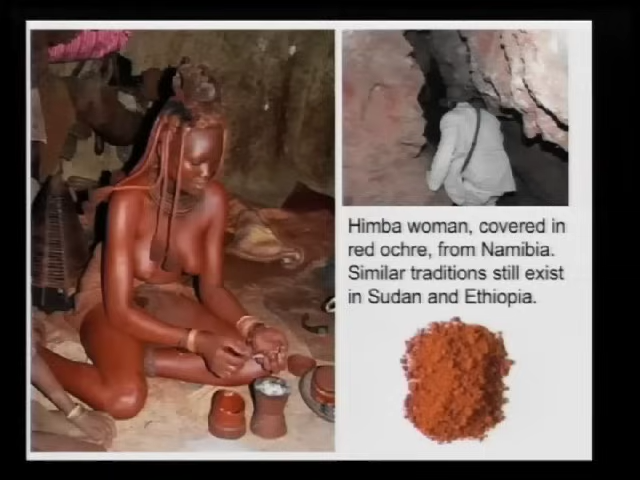 Himba woman, covered in
red ochre, from Namibia.
Similar traditions still exist
in Sudan and Ethiopia.